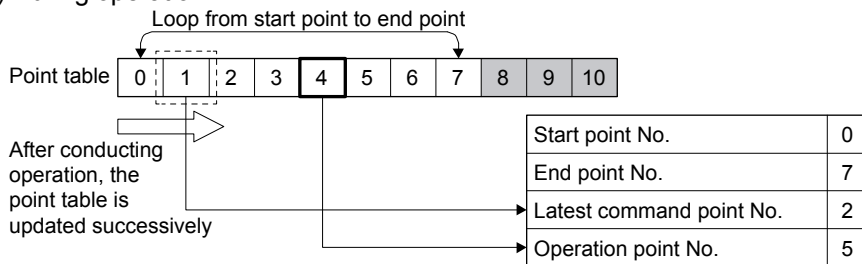 Loop from start point to end point
Point table 0 1 2 3 4 5 6 7 8 9 10
After conducting
operation, the
point table is
updated successively
Start point No. 0
End point No. 7
Latest command point No. 2
Operation point No. 5